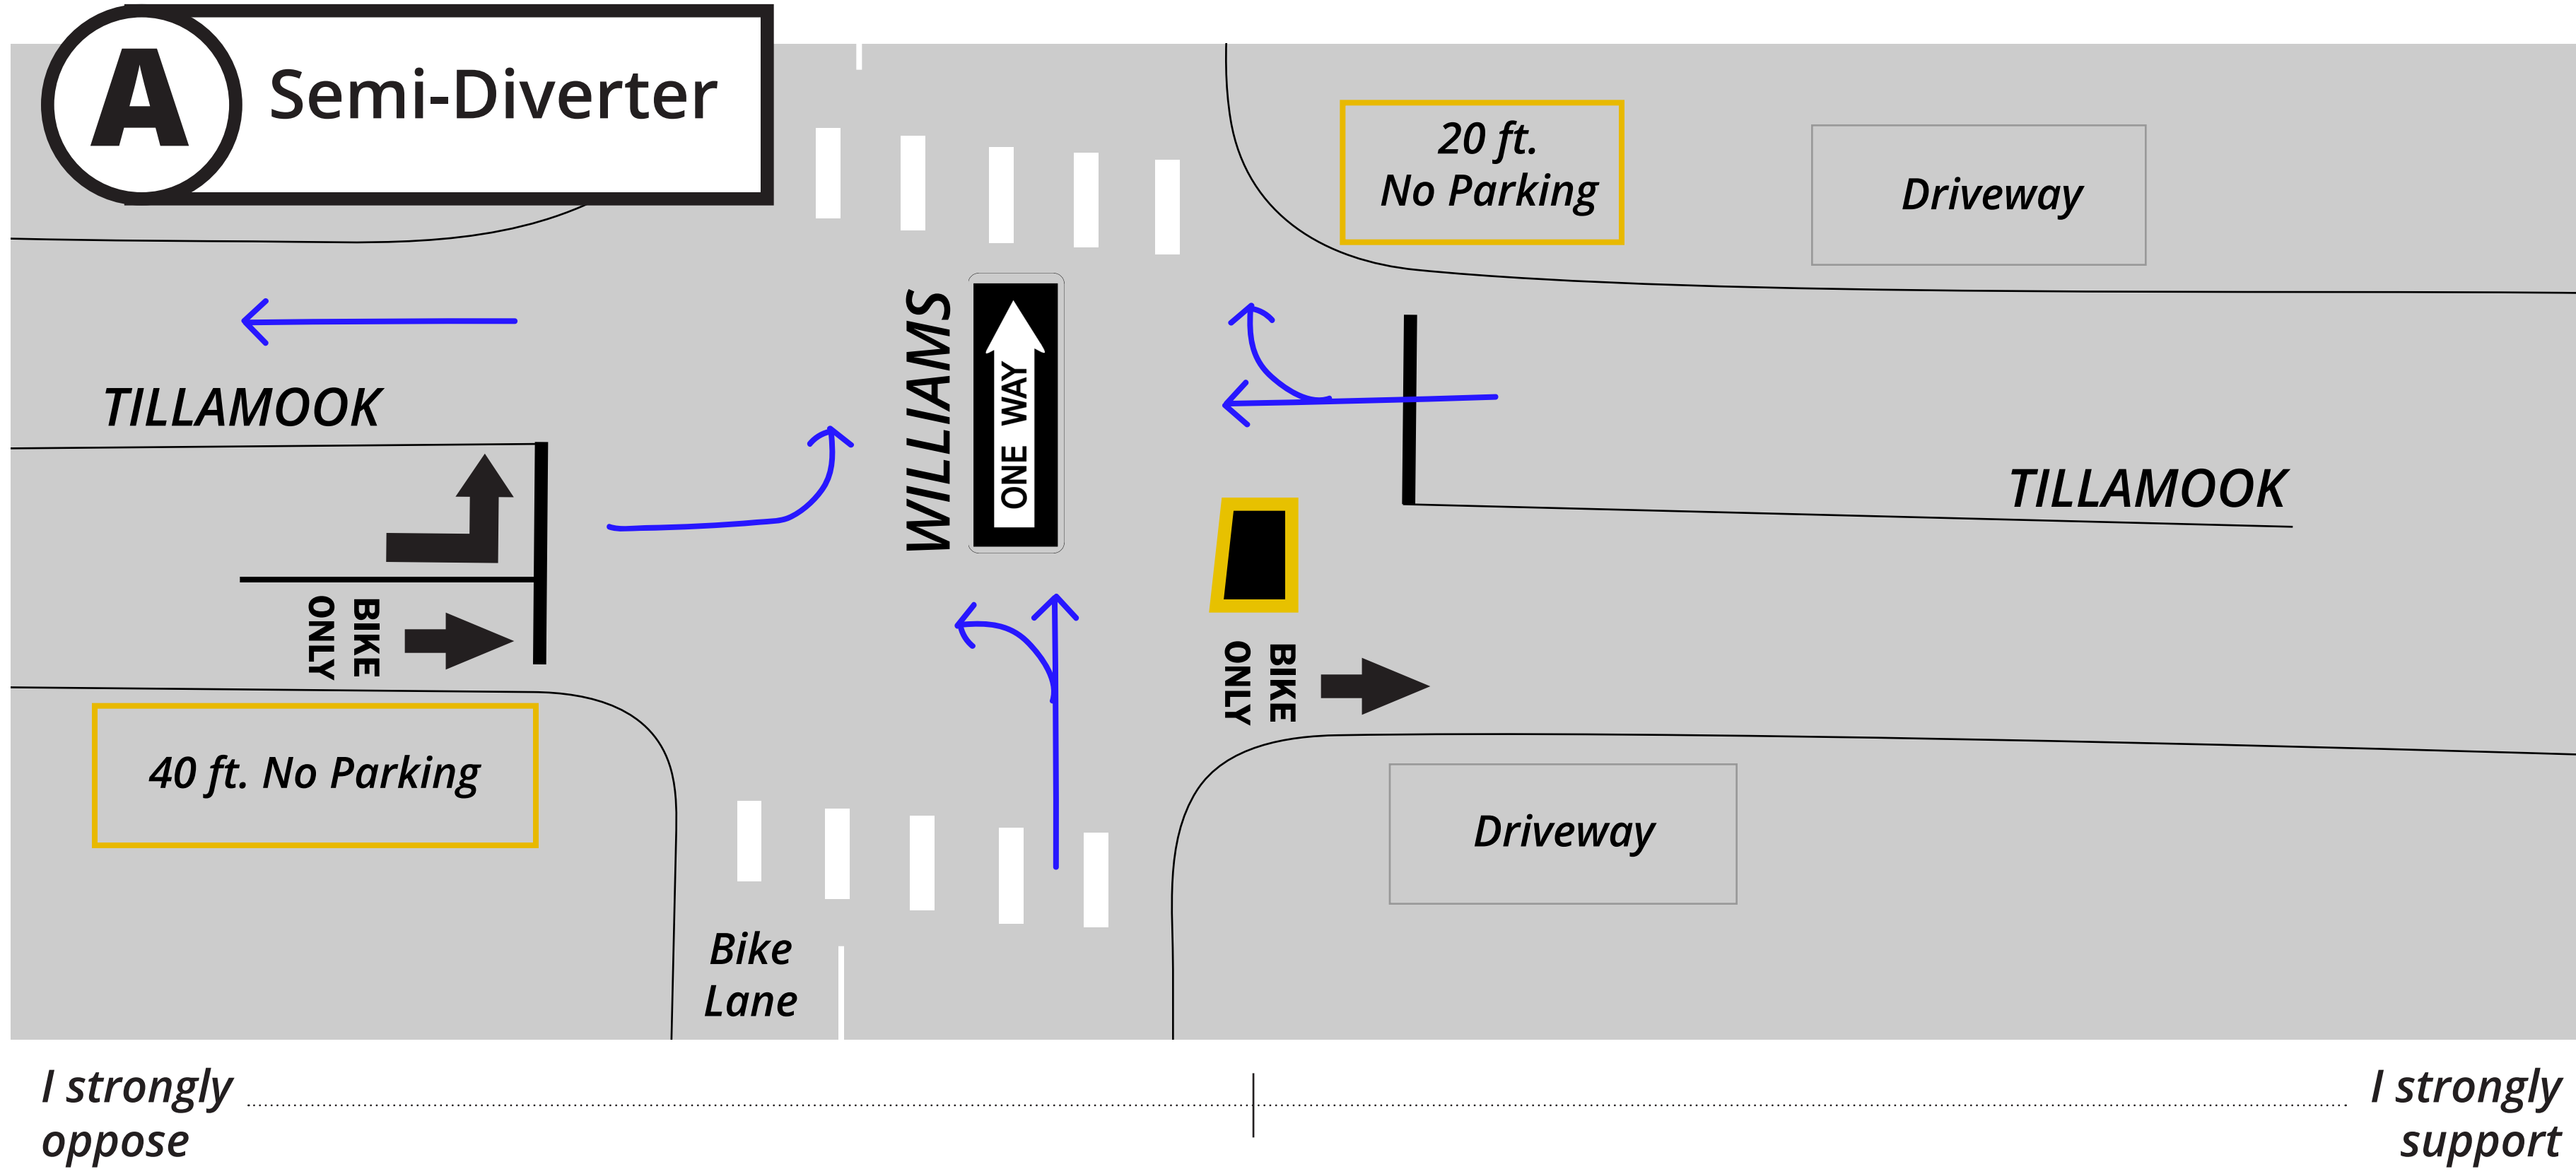 A
Semi-Diverter
20 ft.
No Parking
Driveway
WILLIAMS
ONE WAY
TILLAMOOK
TILLAMOOK
BIKE
ONLY
BIKE
ONLY
40 ft. No Parking
Driveway
Bike
Lane
I strongly
oppose
I strongly
support